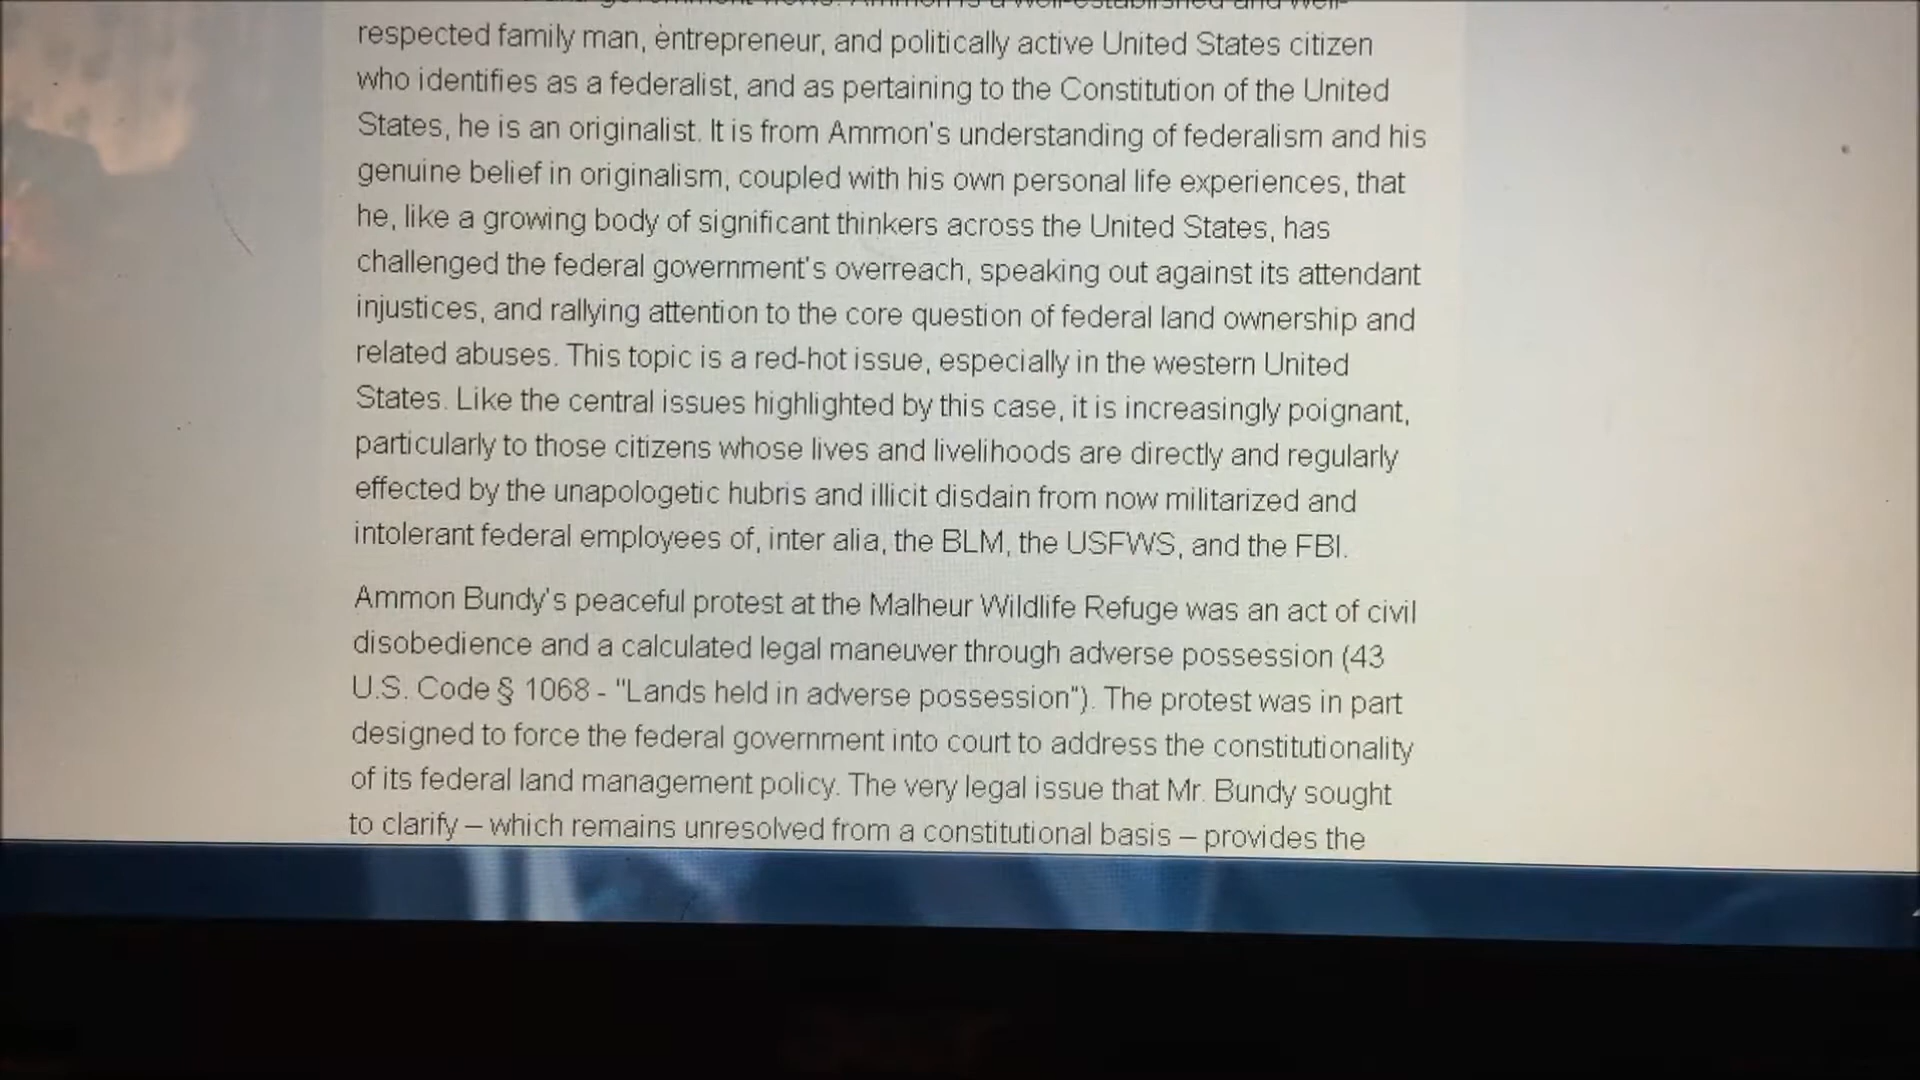 government views. Ammon is a well-established and well-
respected family man, entrepreneur, and politically active United States citizen
who identifies as a federalist, and as pertaining to the Constitution of the United
States, he is an originalist. It is from Ammon's understanding of federalism and his
genuine belief in originalism, coupled with his own personal life experiences, that
he, like a growing body of significant thinkers across the United States, has
challenged the federal government's overreach, speaking out against its attendant
injustices, and rallying attention to the core question of federal land ownership and
related abuses. This topic is a red-hot issue, especially in the western United
States. Like the central issues highlighted by this case, it is increasingly poignant,
particularly to those citizens whose lives and livelihoods are directly and regularly
effected by the unapologetic hubris and illicit disdain from now militarized and
intolerant federal employees of, inter alia, the BLM, the USFWS, and the FBI.
Ammon Bundy's peaceful protest at the Malheur Wildlife Refuge was an act of civil
disobedience and a calculated legal maneuver through adverse possession (43
U.S. Code § 1068 - "Lands held in adverse possession"). The protest was in part
designed to force the federal government into court to address the constitutionality
of its federal land management policy. The very legal issue that Mr. Bundy sought
to clarify – which remains unresolved from a constitutional basis – provides the